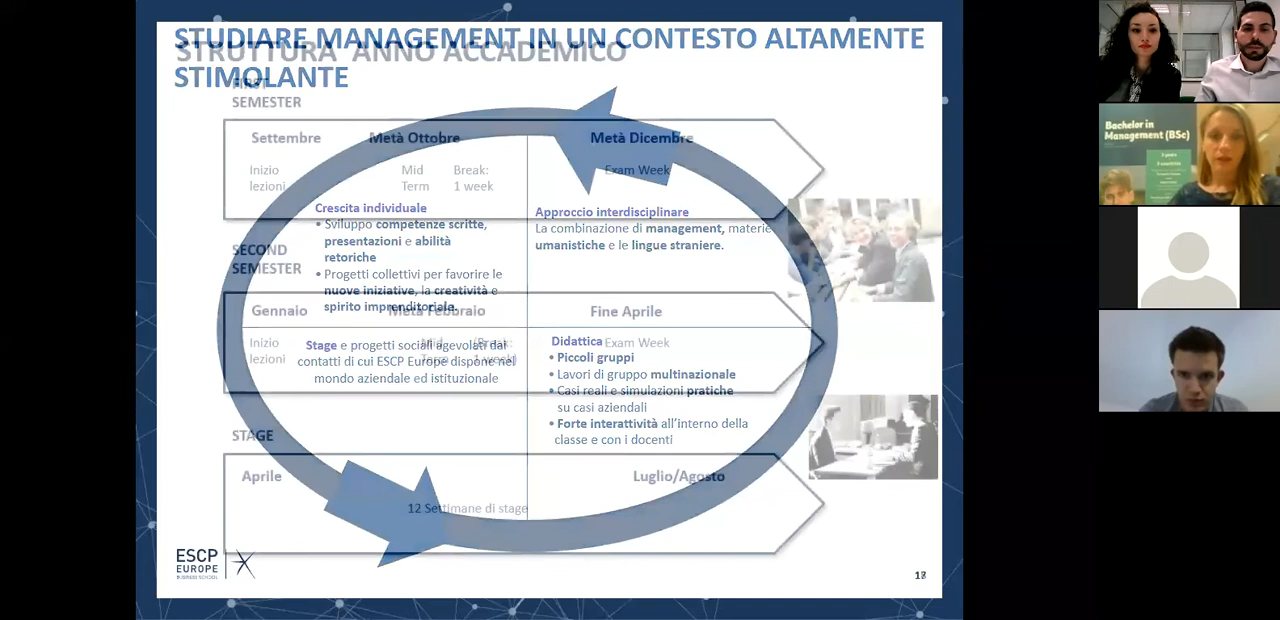 STUDIARE MANAGEMENT IN UN CONTESTO ALTAMENTE
STIMOLANTE
STRUTTURA ANNO ACCADEMICO
FIRST
SEMESTER
Settembre
Metà Ottobre
Metà Dicembre
Inizio
lezioni
Mid
Term
Break:
1 week
Exam Week
Crescita individuale
• Sviluppo competenze scritte,
presentazioni e abilità
retoriche
• Progetti collettivi per favorire le
nuove iniziative, la creatività e
spirito imprenditoriale.
Approccio interdisciplinare
La combinazione di management, materie
umanistiche e le lingue straniere.
SECOND
SEMESTER
Gennaio
Metà Febbraio
Fine Aprile
Inizio
lezioni
Mid
Term
(Break:
1 week)
Exam Week
Stage e progetti sociali agevolati dai
contatti di cui ESCP Europe dispone nel
mondo aziendale ed istituzionale
Didattica
• Piccoli gruppi
• Lavori di gruppo multinazionale
• Casi reali e simulazioni pratiche
su casi aziendali
• Forte interattività all'interno della
classe e con i docenti
STAGE
Aprile
Luglio/Agosto
12 Settimane di stage
ESCP
EUROPE
BUSINESS SCHOOL
Bachelor in
Management (BSc)